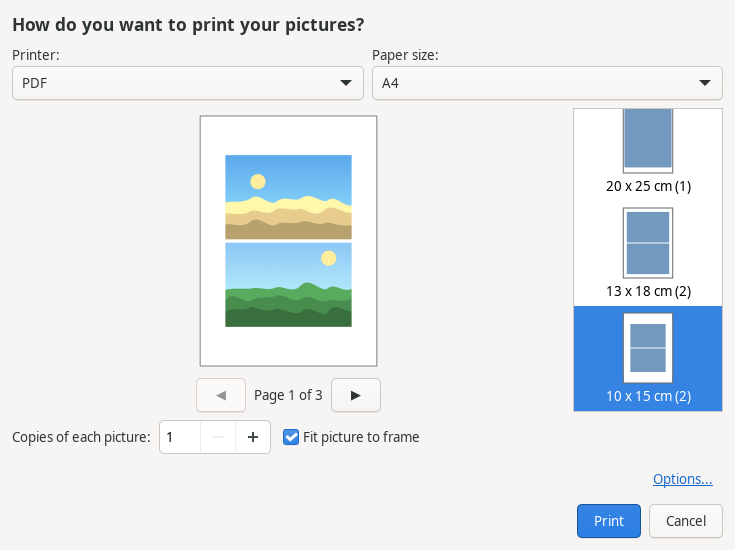 How do you want to print your pictures?
Printer:
Paper size:
PDF
A4
20 x 25 cm (1)
13 x 18 cm (2)
10 x 15 cm (2)
Page 1 of 3
Copies of each picture:
1
Fit picture to frame
Options...
Print
Cancel